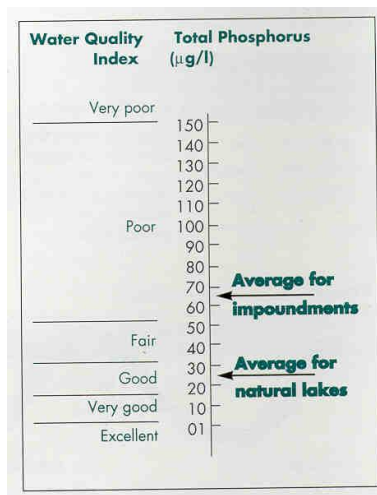 Water Quality Index
Total Phosphorus (µg/l)
Very poor
150
140
130
120
110
Poor
100
90
80
70
Average for
60
impoundments
50
Fair
40
30
Average for
Good
20
natural lakes
Very good
10
Excellent
01